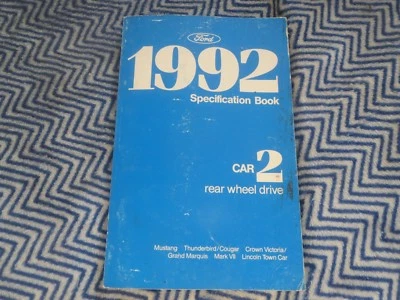 Ford
1992
Specification Book
CAR 2
rear wheel drive
Mustang Thunderbird/Cougar Crown Victoria/
Grand Marquis Mark VII Lincoln Town Car